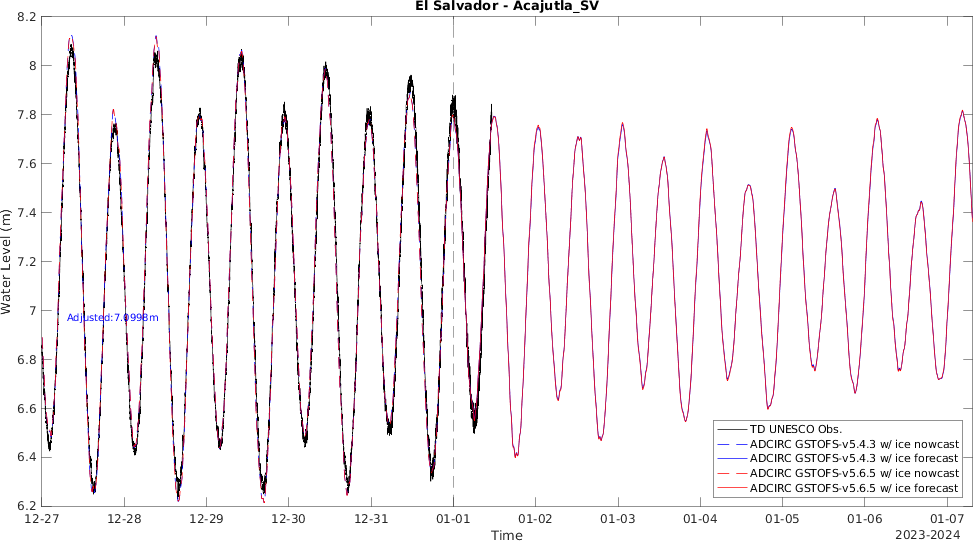 El Salvador - Acajutla_SV
8.2
8
7.8
7.6
7.4
7.2
7
6.8
6.6
6.4
6.2
Water Level (m)
Adjusted:7.0998m
TD UNESCO Obs.
ADCIRC GSTOFS-v5.4.3 w/ ice nowcast
ADCIRC GSTOFS-v5.4.3 w/ ice forecast
ADCIRC GSTOFS-v5.6.5 w/ ice nowcast
ADCIRC GSTOFS-v5.6.5 w/ ice forecast
12-27 12-28 12-29 12-30 12-31 01-01 01-02 01-03 01-04 01-05 01-06 01-07
Time
2023-2024